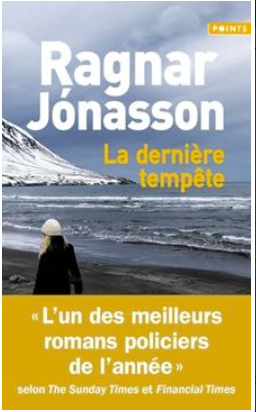 POINTS
Ragnar
Jónasson
La dernière
tempête
« L'un des meilleurs
romans policiers
de l'année »
selon The Sunday Times et Financial Times